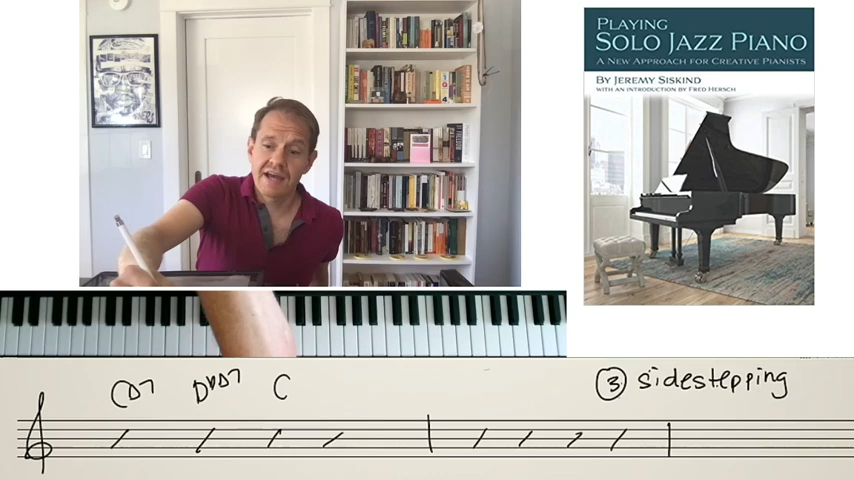 PLAYING
SOLO JAZZ PIANO
A NEW APPROACH FOR CREATIVE PIANISTS
BY JEREMY SISKIND
WITH AN INTRODUCTION BY FRED HERSCH
C△7 D♭△7 C
③ sidestepping